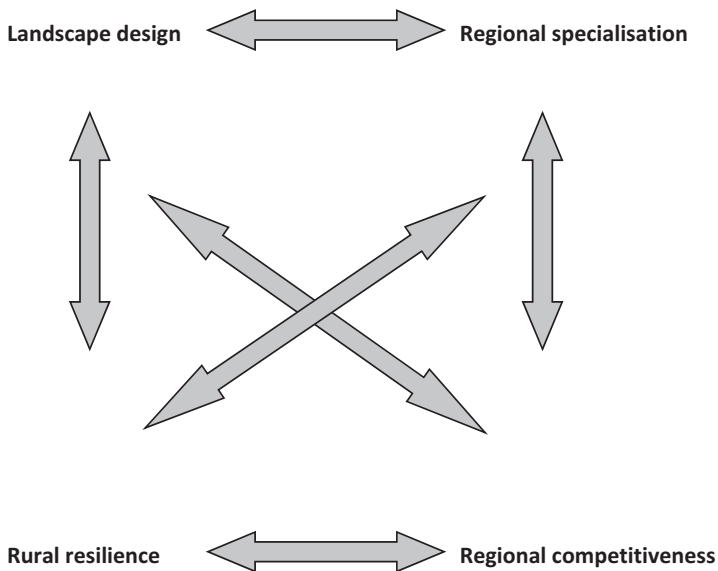 Landscape design
Regional specialisation
Rural resilience
Regional competitiveness